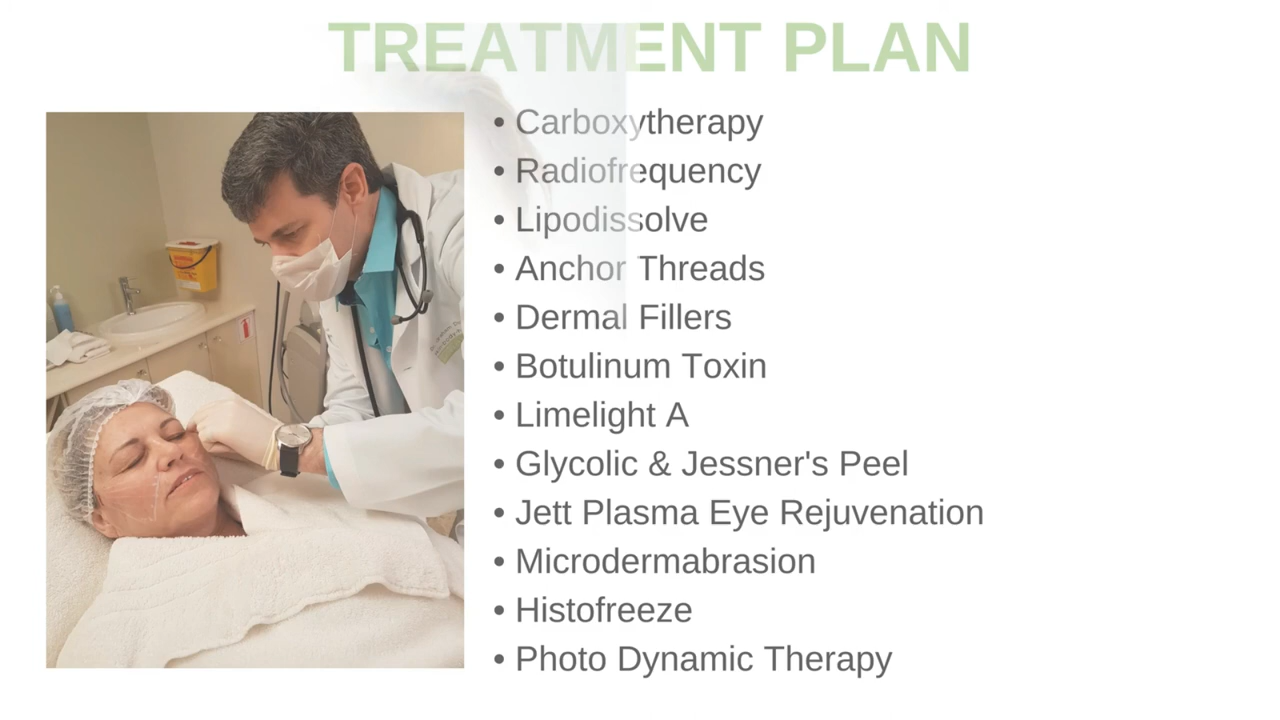 TREATMENT PLAN
• Carboxytherapy
• Radiofrequency
• Lipodissolve
• Anchor Threads
• Dermal Fillers
• Botulinum Toxin
• Limelight A
• Glycolic & Jessner's Peel
• Jett Plasma Eye Rejuvenation
• Microdermabrasion
• Histofreeze
• Photo Dynamic Therapy